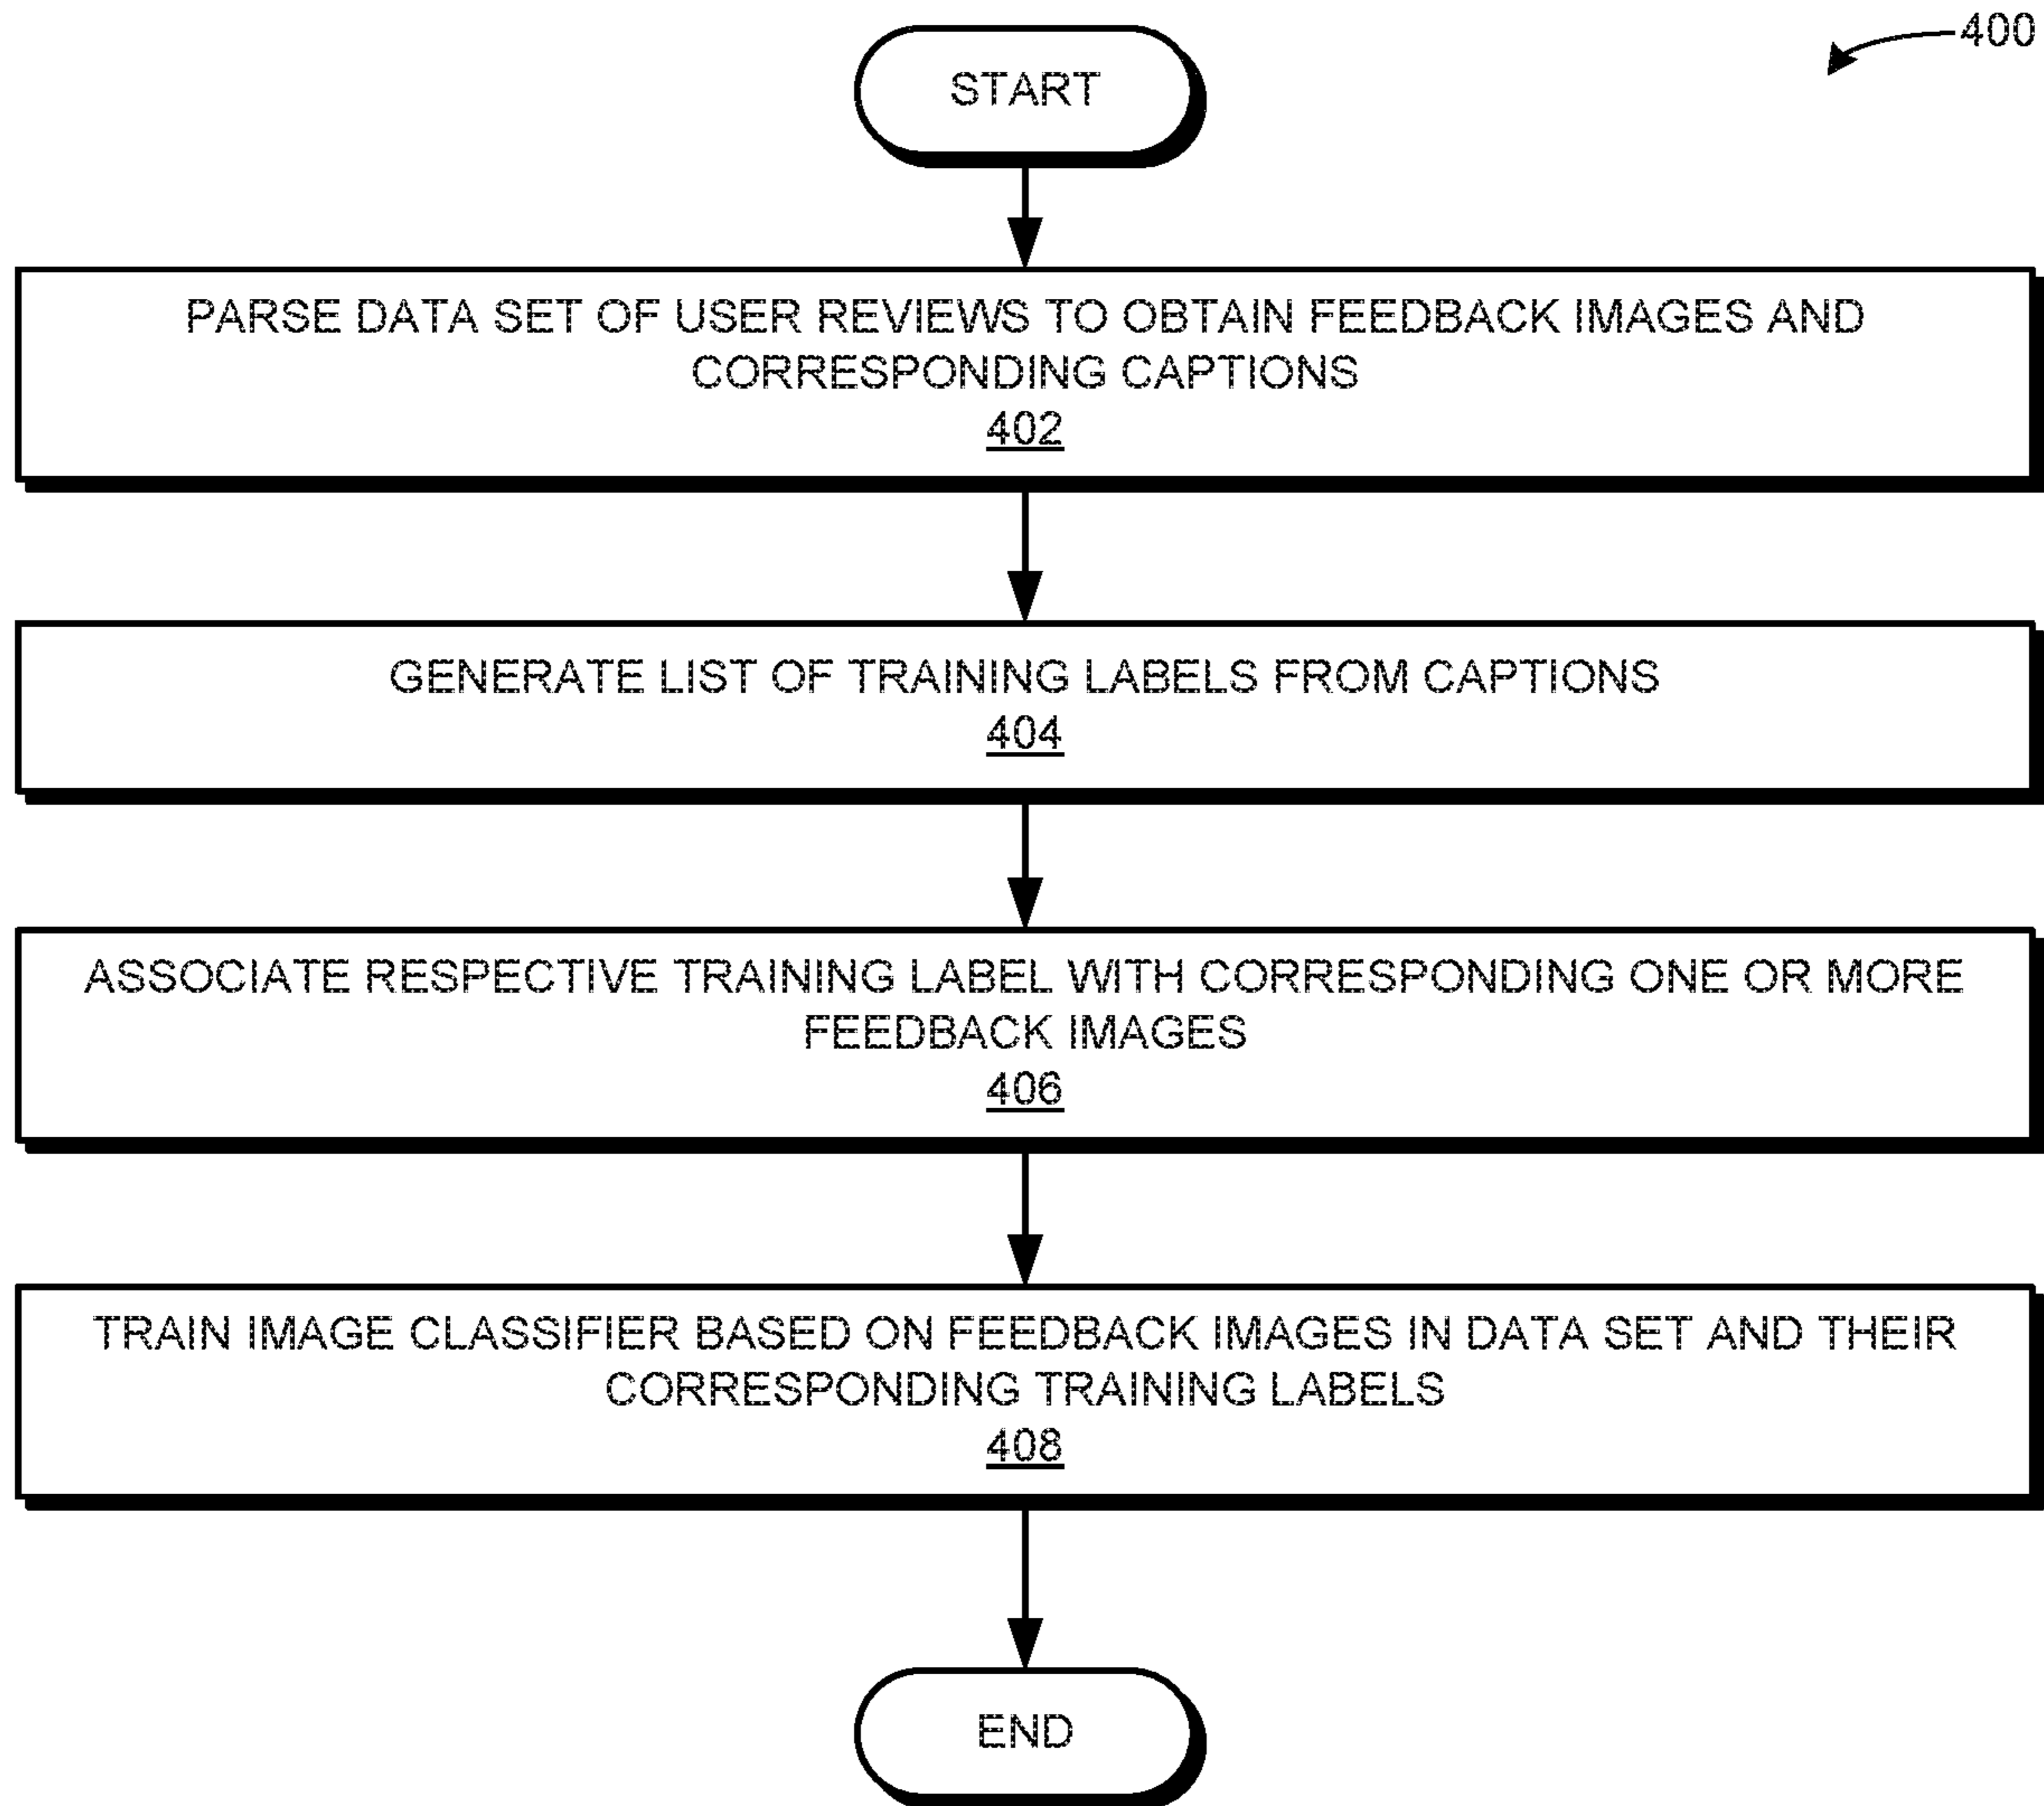 400
START
PARSE DATA SET OF USER REVIEWS TO OBTAIN FEEDBACK IMAGES AND
CORRESPONDING CAPTIONS
402
GENERATE LIST OF TRAINING LABELS FROM CAPTIONS
404
ASSOCIATE RESPECTIVE TRAINING LABEL WITH CORRESPONDING ONE OR MORE
FEEDBACK IMAGES
406
TRAIN IMAGE CLASSIFIER BASED ON FEEDBACK IMAGES IN DATA SET AND THEIR
CORRESPONDING TRAINING LABELS
408
END